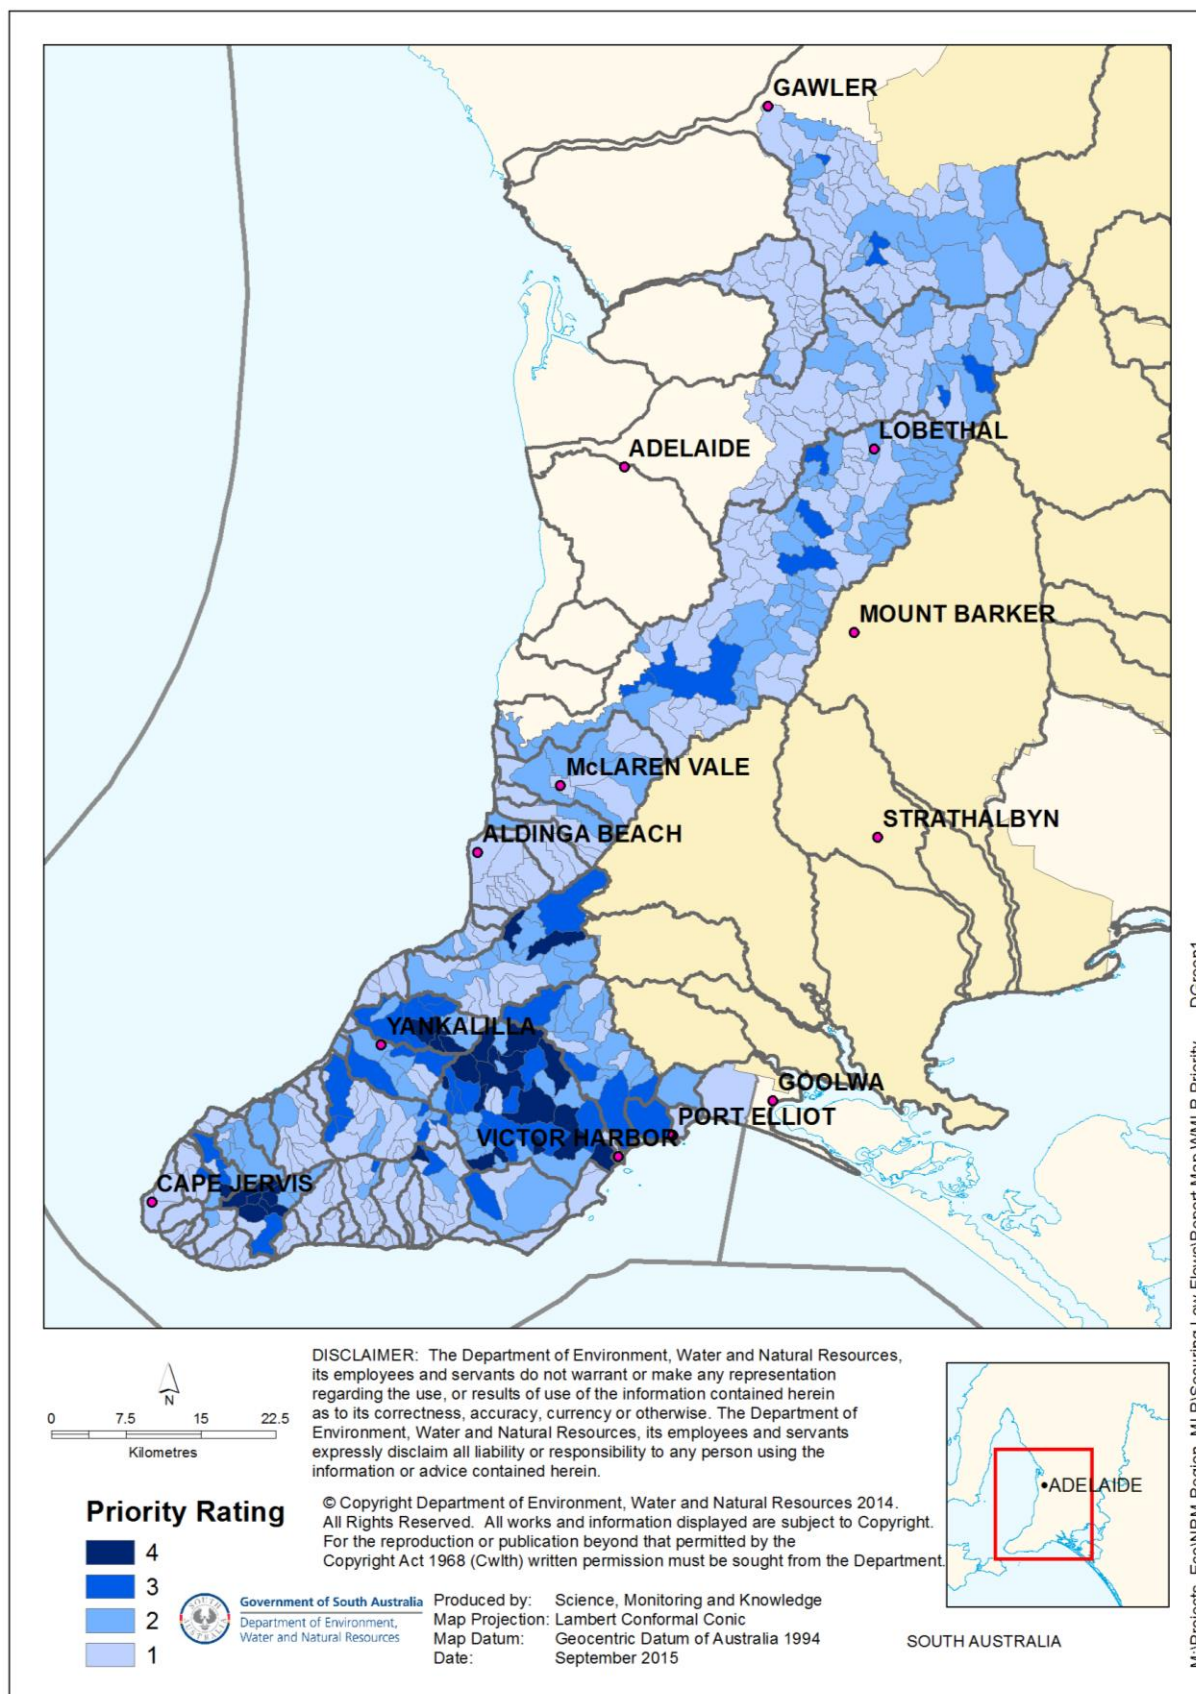 GAWLER
LOBETHAL
ADELAIDE
MOUNT BARKER
McLAREN VALE
STRATHALBYN
ALDINGA BEACH
YANKALILLA
GOOLWA
PORT ELLIOT
VICTOR HARBOR
CAPE JERVIS
N
0 7.5 15 22.5
Kilometres
DISCLAIMER: The Department of Environment, Water and Natural Resources,
its employees and servants do not warrant or make any representation
regarding the use, or results of use of the information contained herein
as to its correctness, accuracy, currency or otherwise. The Department of
Environment, Water and Natural Resources, its employees and servants
expressly disclaim all liability or responsibility to any person using the
information or advice contained herein.
© Copyright Department of Environment, Water and Natural Resources 2014.
All Rights Reserved. All works and information displayed are subject to Copyright.
For the reproduction or publication beyond that permitted by the
Copyright Act 1968 (Cwlth) written permission must be sought from the Department.
Priority Rating
4
3
2
1
SOUTH AUSTRALIA
Government of South Australia
Department of Environment,
Water and Natural Resources
Produced by: Science, Monitoring and Knowledge
Map Projection: Lambert Conformal Conic
Map Datum: Geocentric Datum of Australia 1994
Date: September 2015
ADELAIDE
SOUTH AUSTRALIA